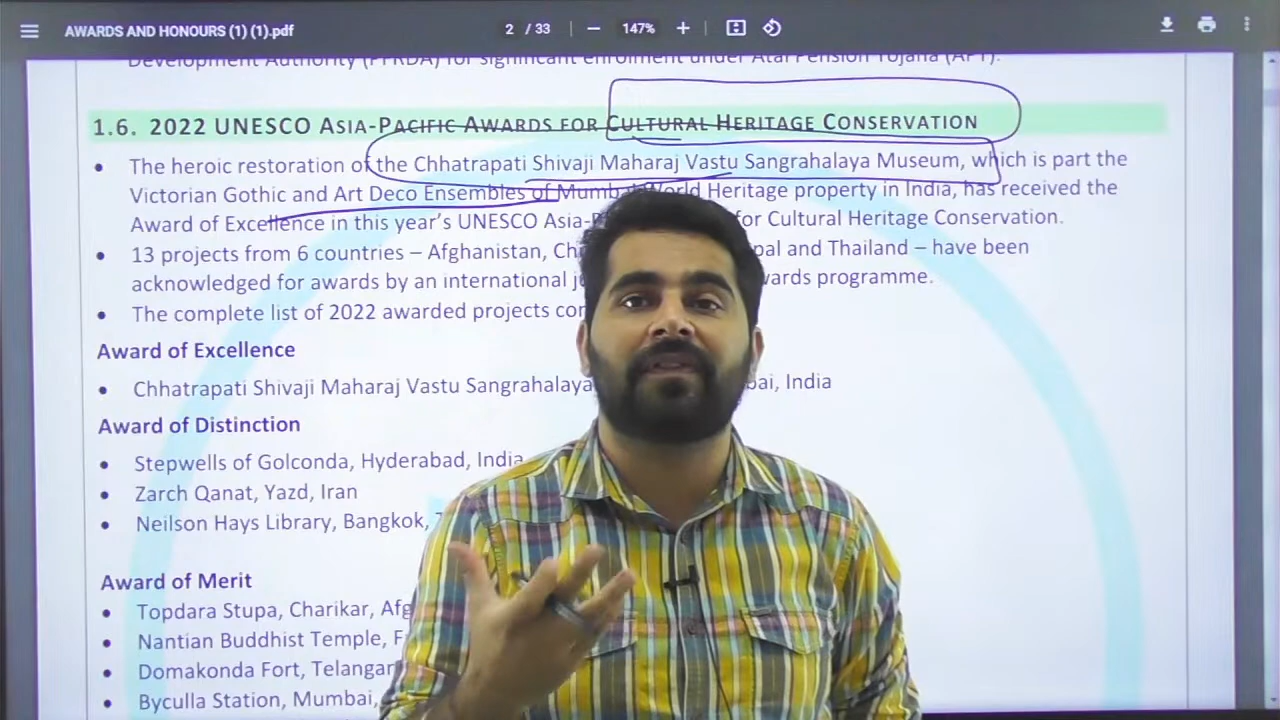 AWARDS AND HONOURS (1) (1).pdf
2 / 33
147%
Development Authority (PFRDA) for significant enrolment under Atal Pension Yojana (APY).
1.6. 2022 UNESCO ASIA-PACIFIC AWARDS FOR CULTURAL HERITAGE CONSERVATION
The heroic restoration of the Chhatrapati Shivaji Maharaj Vastu Sangrahalaya Museum, which is part the
Victorian Gothic and Art Deco Ensembles of Mumbai World Heritage property in India, has received the
Award of Excellence in this year's UNESCO Asia- for Cultural Heritage Conservation.
13 projects from 6 countries – Afghanistan, and Thailand – have been
acknowledged for awards by an international programme.
The complete list of 2022 awarded projects
Award of Excellence
Chhatrapati Shivaji Maharaj Vastu Sangrahalaya India
Award of Distinction
Stepwells of Golconda, Hyderabad, India
Zarch Qanat, Yazd, Iran
Neilson Hays Library, Bangkok,
Award of Merit
Topdara Stupa, Charikar,
Nantian Buddhist Temple,
Domakonda Fort,
Byculla Station, Mumbai,